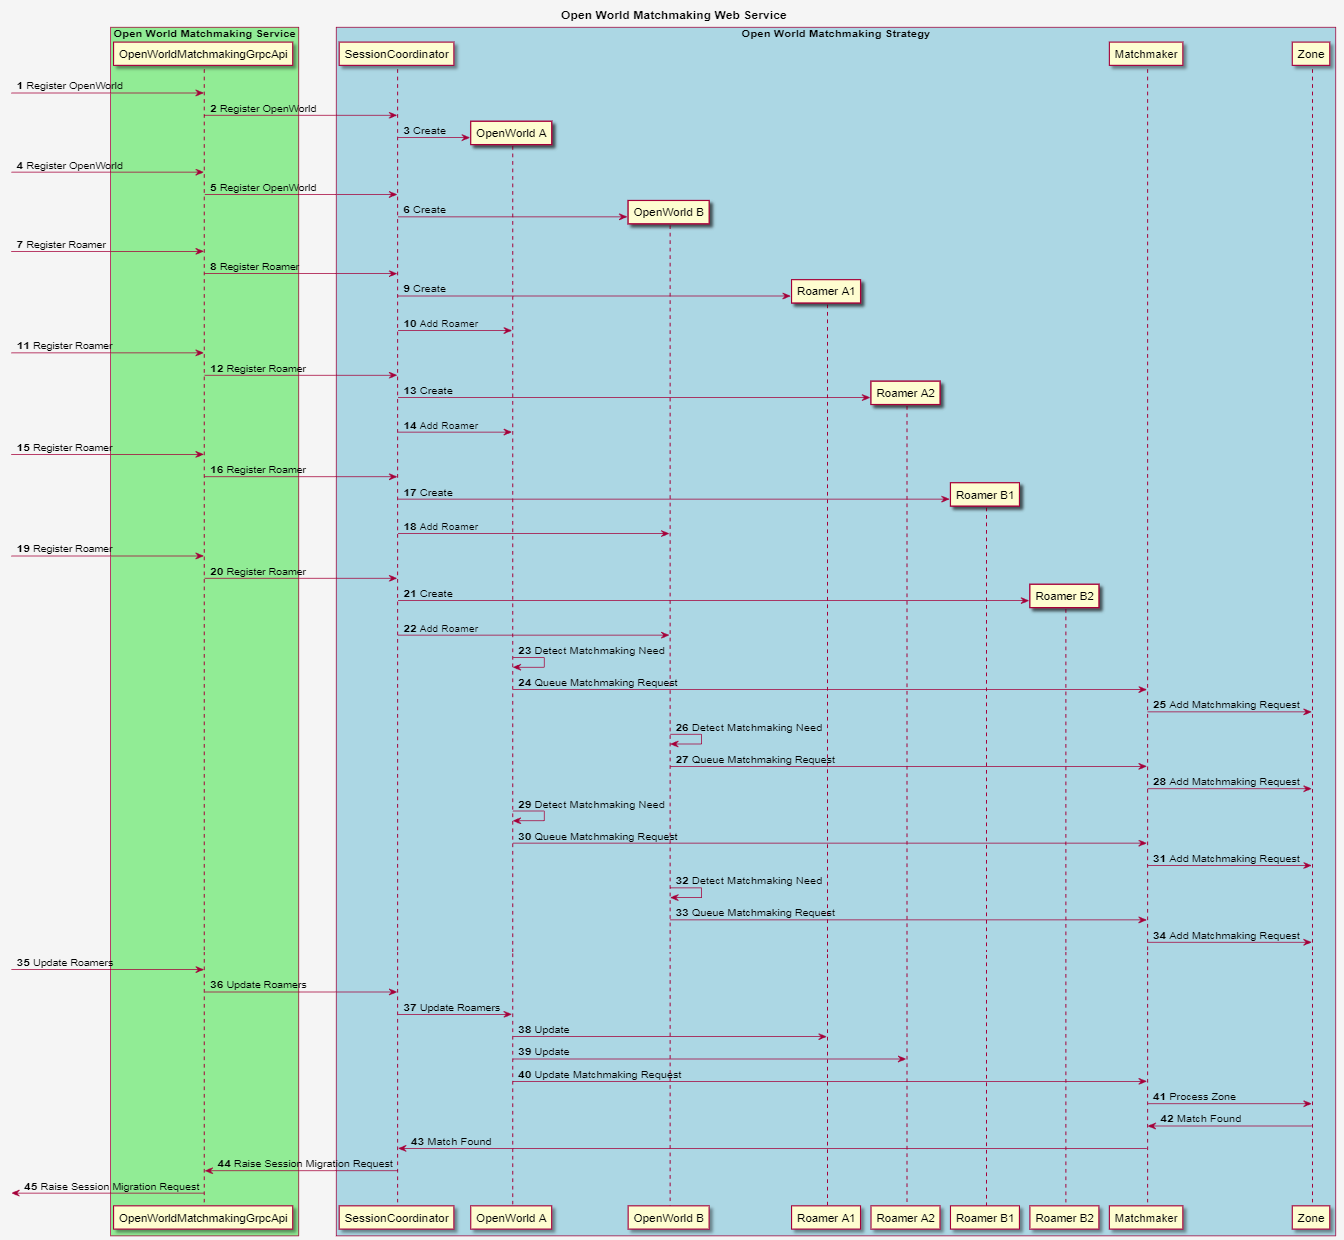 Open World Matchmaking Web Service
Open World Matchmaking Service
Open World Matchmaking Strategy
OpenWorldMatchmakingGrpcApi
SessionCoordinator
Matchmaker
Zone
1 Register OpenWorld
2 Register OpenWorld
3 Create
OpenWorld A
4 Register OpenWorld
5 Register OpenWorld
6 Create
OpenWorld B
7 Register Roamer
8 Register Roamer
9 Create
Roamer A1
10 Add Roamer
11 Register Roamer
12 Register Roamer
13 Create
Roamer A2
14 Add Roamer
15 Register Roamer
16 Register Roamer
17 Create
Roamer B1
18 Add Roamer
19 Register Roamer
20 Register Roamer
21 Create
Roamer B2
22 Add Roamer
23 Detect Matchmaking Need
24 Queue Matchmaking Request
25 Add Matchmaking Request
26 Detect Matchmaking Need
27 Queue Matchmaking Request
28 Add Matchmaking Request
29 Detect Matchmaking Need
30 Queue Matchmaking Request
31 Add Matchmaking Request
32 Detect Matchmaking Need
33 Queue Matchmaking Request
34 Add Matchmaking Request
35 Update Roamers
36 Update Roamers
37 Update Roamers
38 Update
39 Update
40 Update Matchmaking Request
41 Process Zone
42 Match Found
43 Match Found
44 Raise Session Migration Request
45 Raise Session Migration Request
OpenWorldMatchmakingGrpcApi
SessionCoordinator
OpenWorld A
OpenWorld B
Roamer A1
Roamer A2
Roamer B1
Roamer B2
Matchmaker
Zone